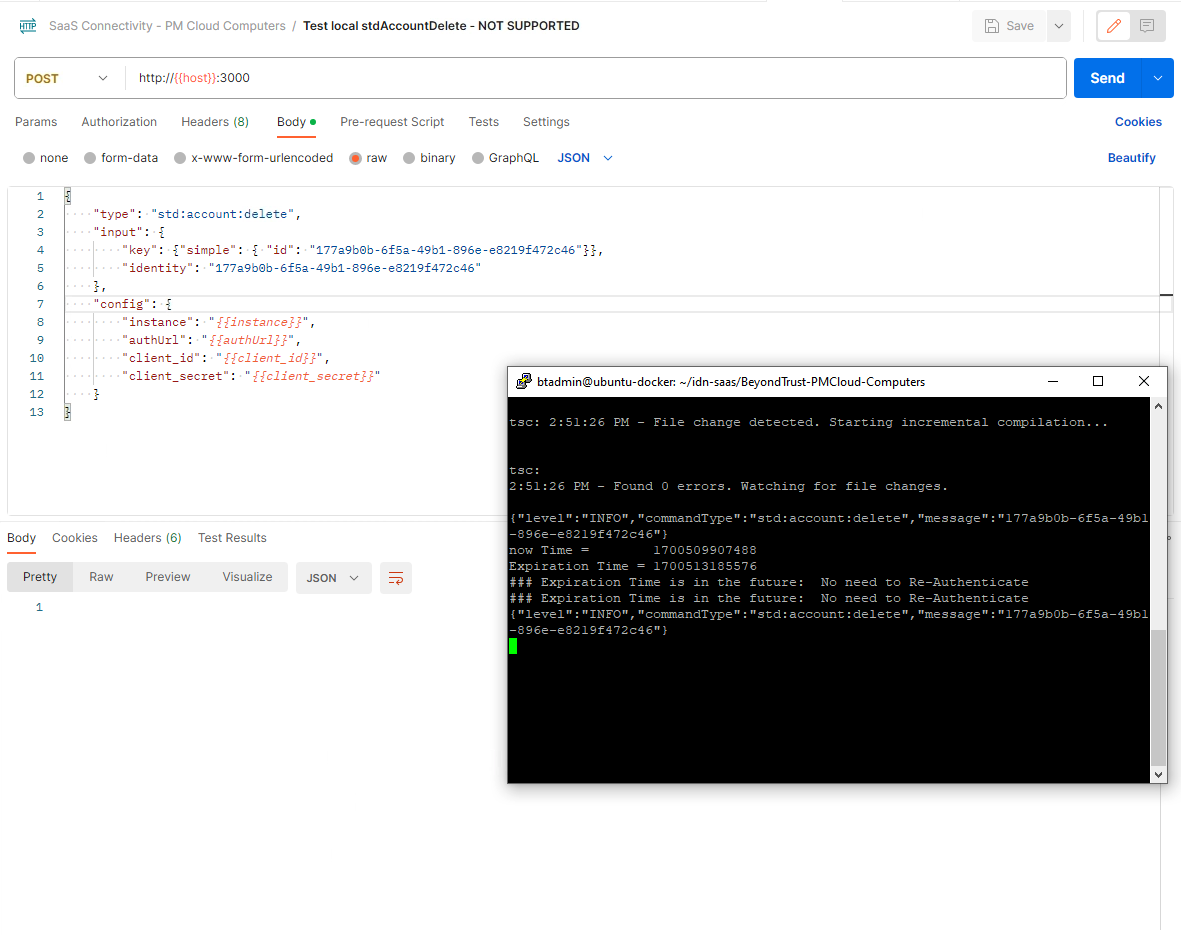 HTTP SaaS Connectivity - PM Cloud Computers / Test local stdAccountDelete - NOT SUPPORTED Save
POST http://{{host}}:3000 Send
Params Authorization Headers (8) Body Pre-request Script Tests Settings Cookies
none form-data x-www-form-urlencoded raw binary GraphQL JSON Beautify
1 {
2 "type": "std:account:delete",
3 "input": {
4 "key": {"simple": { "id": "177a9b0b-6f5a-49b1-896e-e8219f472c46"}},
5 "identity": "177a9b0b-6f5a-49b1-896e-e8219f472c46"
6 },
7 "config": {
8 "instance": "{{instance}}",
9 "authUrl": "{{authUrl}}",
10 "client_id": "{{client_id}}",
11 "client_secret": "{{client_secret}}"
12 }
13 }
Body Cookies Headers (6) Test Results
Pretty Raw Preview Visualize JSON
1
btadmin@ubuntu-docker: ~/idn-saas/BeyondTrust-PMCloud-Computers
tsc: 2:51:26 PM - File change detected. Starting incremental compilation...
tsc:
2:51:26 PM - Found 0 errors. Watching for file changes.
{"level":"INFO","commandType":"std:account:delete","message":"177a9b0b-6f5a-49b1
-896e-e8219f472c46"}
now Time = 1700509907488
Expiration Time = 1700513185576
### Expiration Time is in the future: No need to Re-Authenticate
### Expiration Time is in the future: No need to Re-Authenticate
{"level":"INFO","commandType":"std:account:delete","message":"177a9b0b-6f5a-49b1
-896e-e8219f472c46"}